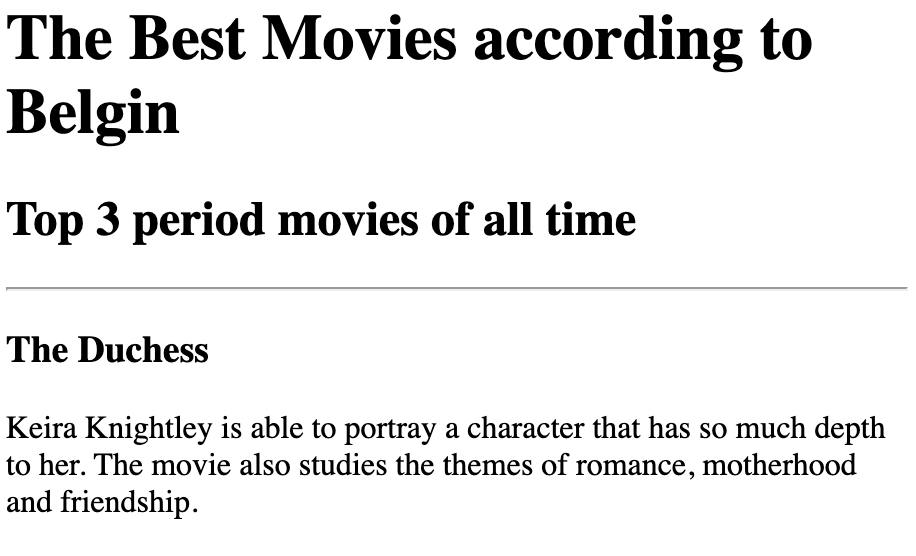 The Best Movies according to
Belgin
Top 3 period movies of all time
The Duchess
Keira Knightley is able to portray a character that has so much depth
to her. The movie also studies the themes of romance, motherhood
and friendship.